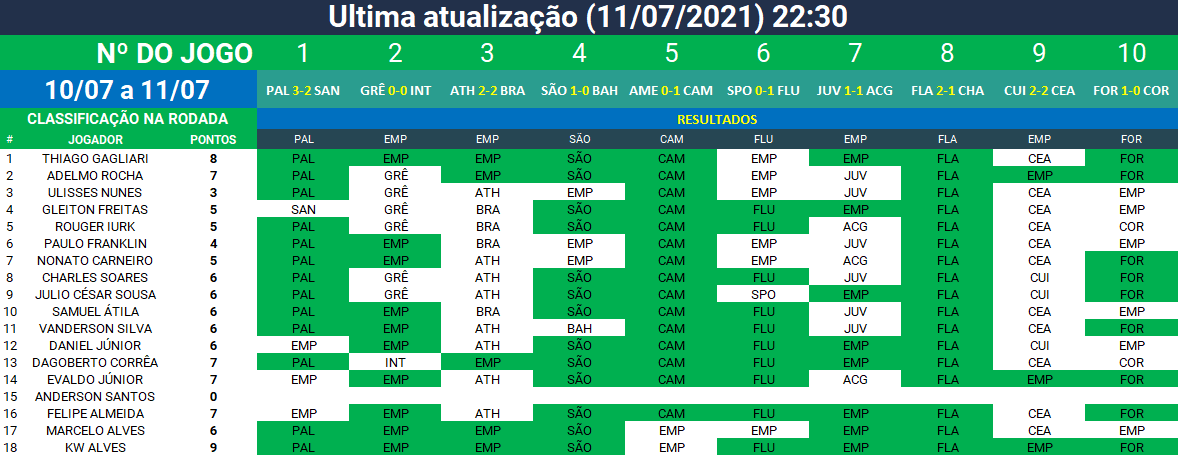 Ultima atualização (11/07/2021) 22:30
Nº DO JOGO 1 2 3 4 5 6 7 8 9 10
10/07 a 11/07 PAL 3-2 SAN GRÊ 0-0 INT ATH 2-2 BRA SÃO 1-0 BAH AME 0-1 CAM SPO 0-1 FLU JUV 1-1 ACG FLA 2-1 CHA CUI 2-2 CEA FOR 1-0 COR
CLASSIFICAÇÃO NA RODADA RESULTADOS
# JOGADOR PONTOS PAL EMP EMP SÃO CAM FLU EMP FLA EMP FOR
1 THIAGO GAGLIARI 8 PAL EMP EMP SÃO CAM EMP EMP FLA CEA FOR
2 ADELMO ROCHA 7 PAL GRÊ EMP SÃO CAM EMP JUV FLA EMP FOR
3 ULISSES NUNES 3 PAL GRÊ ATH EMP CAM EMP JUV FLA CEA EMP
4 GLEITON FREITAS 5 SAN GRÊ BRA SÃO CAM FLU EMP FLA CEA EMP
5 ROUGER IURK 5 PAL GRÊ BRA SÃO CAM FLU ACG FLA CEA COR
6 PAULO FRANKLIN 4 PAL EMP BRA EMP CAM EMP JUV FLA CEA EMP
7 NONATO CARNEIRO 5 PAL EMP ATH EMP CAM EMP ACG FLA CEA FOR
8 CHARLES SOARES 6 PAL GRÊ ATH SÃO CAM FLU JUV FLA CUI FOR
9 JULIO CÉSAR SOUSA 6 PAL GRÊ ATH SÃO CAM SPO EMP FLA CUI FOR
10 SAMUEL ÁTILA 6 PAL EMP BRA SÃO CAM FLU JUV FLA CEA EMP
11 VANDERSON SILVA 6 PAL EMP ATH BAH CAM FLU JUV FLA CEA FOR
12 DANIEL JÚNIOR 6 EMP EMP ATH SÃO CAM FLU EMP FLA CUI EMP
13 DAGOBERTO CORRÊA 7 PAL INT EMP SÃO CAM FLU EMP FLA CEA COR
14 EVALDO JÚNIOR 7 EMP EMP ATH SÃO CAM FLU ACG FLA EMP FOR
15 ANDERSON SANTOS 0
16 FELIPE ALMEIDA 7 EMP EMP ATH SÃO CAM FLU EMP FLA CEA FOR
17 MARCELO ALVES 6 PAL EMP EMP SÃO EMP EMP EMP FLA CEA EMP
18 KW ALVES 9 PAL EMP EMP SÃO EMP FLU EMP FLA EMP FOR